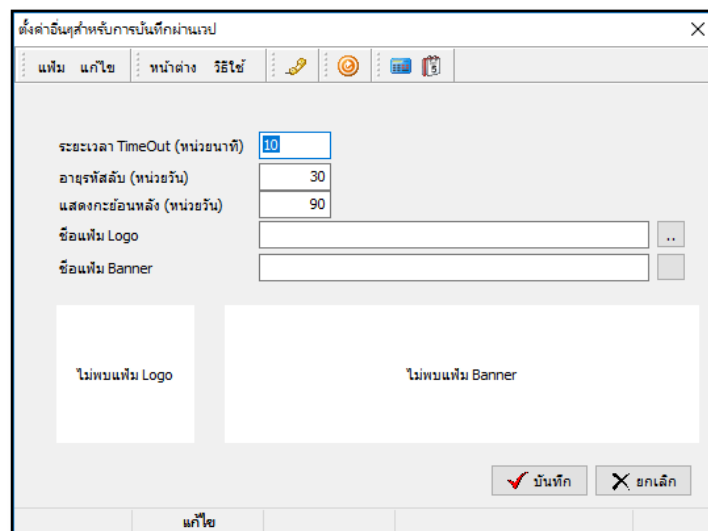 ตั้งค่าอื่นๆสำหรับการบันทึกผ่านเวป
แฟ้ม แก้ไข หน้าต่าง วิธีใช้ 5
ระยะเวลา TimeOut (หน่วยนาที) 10
อายุรหัสลับ (หน่วยวัน) 30
แสดงกะย้อนหลัง (หน่วยวัน) 90
ชื่อแฟ้ม Logo ..
ชื่อแฟ้ม Banner
ไม่พบแฟ้ม Logo ไม่พบแฟ้ม Banner
บันทึก ยกเลิก
แก้ไข